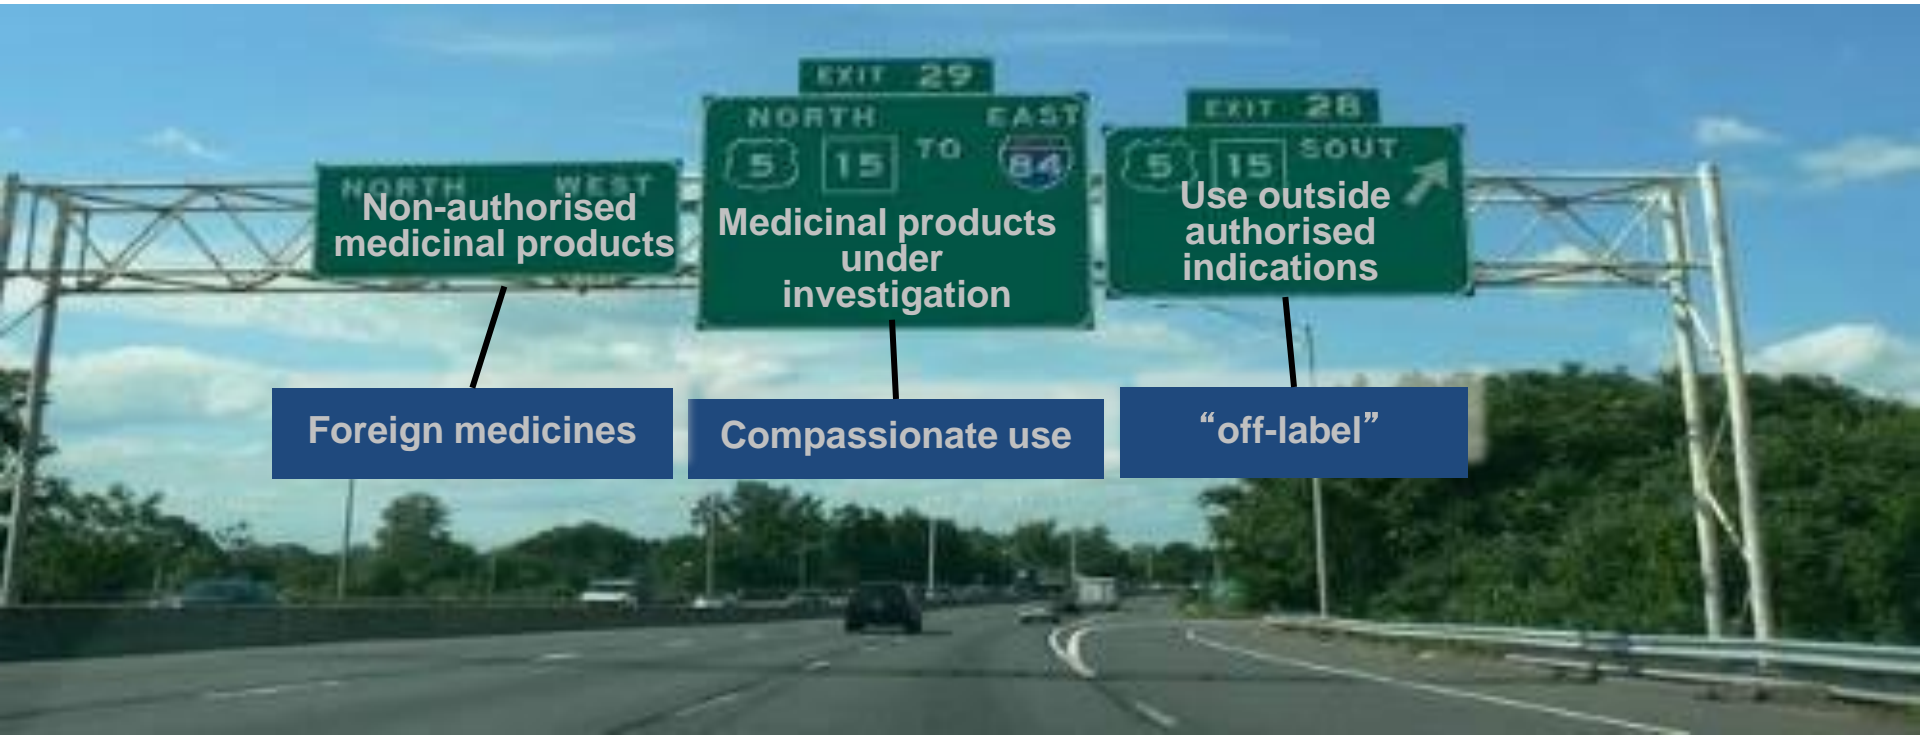 EXIT 29
NORTH EAST
5 15 TO 84
EXIT 28
SOUT
5 15
NORTH WEST
Non-authorised
medicinal products
Medicinal products
under
investigation
Use outside
authorised
indications
Foreign medicines
Compassionate use
“off-label”